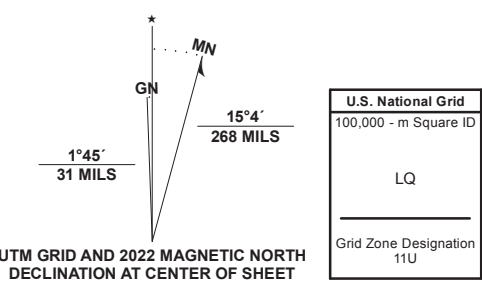 ★
MN
GN
15°4´
268 MILS
1°45´
31 MILS
UTM GRID AND 2022 MAGNETIC NORTH
DECLINATION AT CENTER OF SHEET
U.S. National Grid
100,000 - m Square ID
LQ
Grid Zone Designation
11U